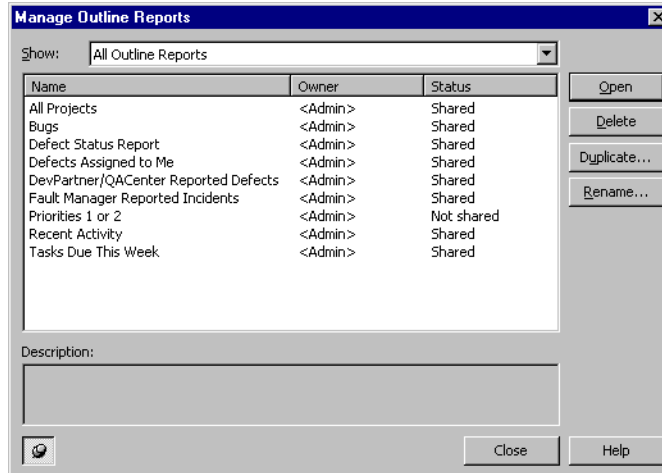 Manage Outline Reports
Show: All Outline Reports
Name Owner Status
All Projects <Admin> Shared
Bugs <Admin> Shared
Defect Status Report <Admin> Shared
Defects Assigned to Me <Admin> Shared
DevPartner/QACenter Reported Defects <Admin> Shared
Fault Manager Reported Incidents <Admin> Shared
Priorities 1 or 2 <Admin> Not shared
Recent Activity <Admin> Shared
Tasks Due This Week <Admin> Shared
Open
Delete
Duplicate...
Rename...
Description:
Close Help